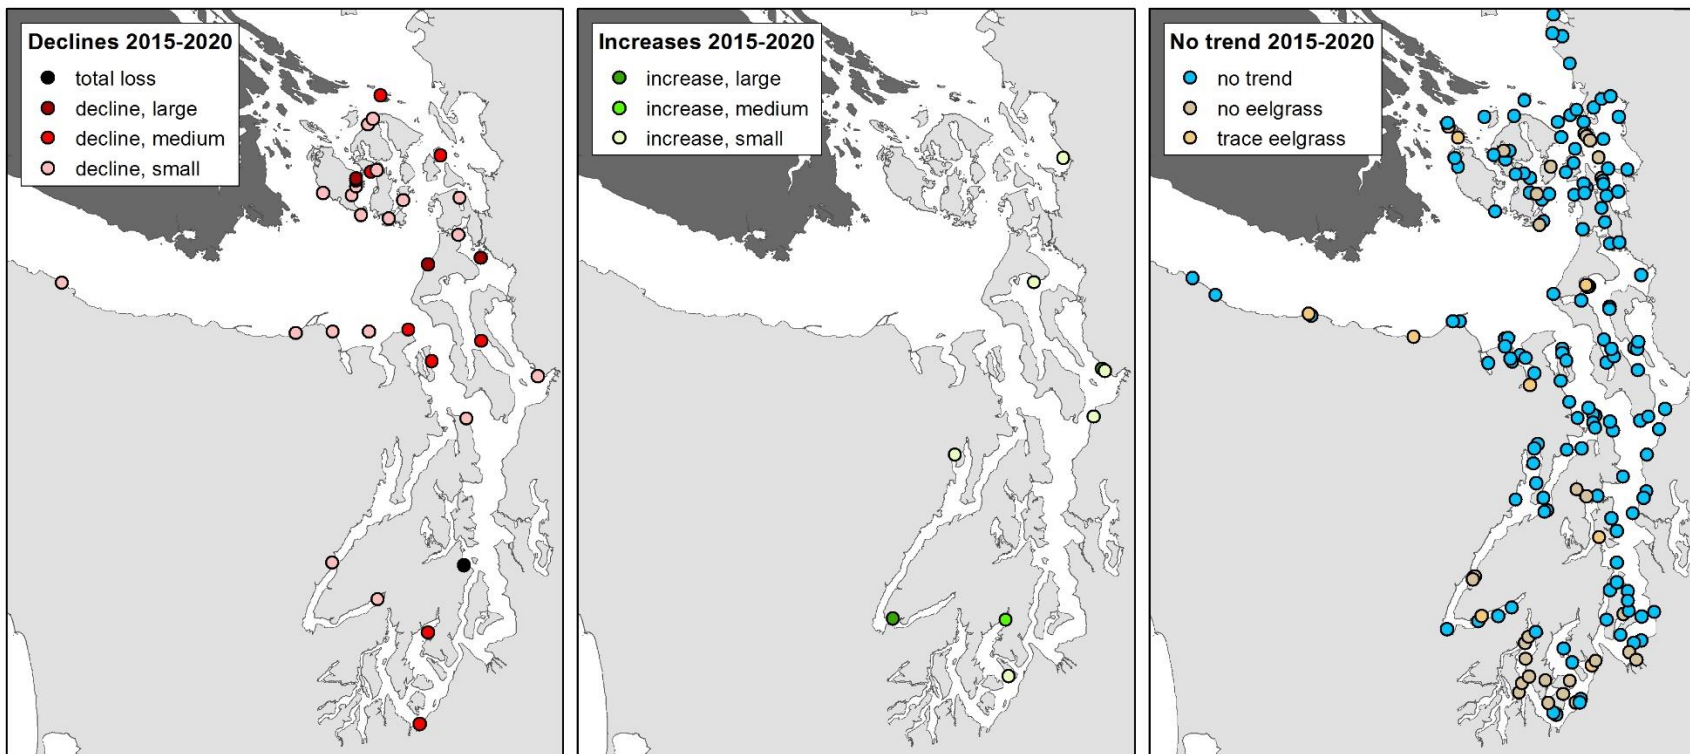 Declines 2015-2020
total loss
decline, large
decline, medium
decline, small
Increases 2015-2020
increase, large
increase, medium
increase, small
No trend 2015-2020
no trend
no eelgrass
trace eelgrass